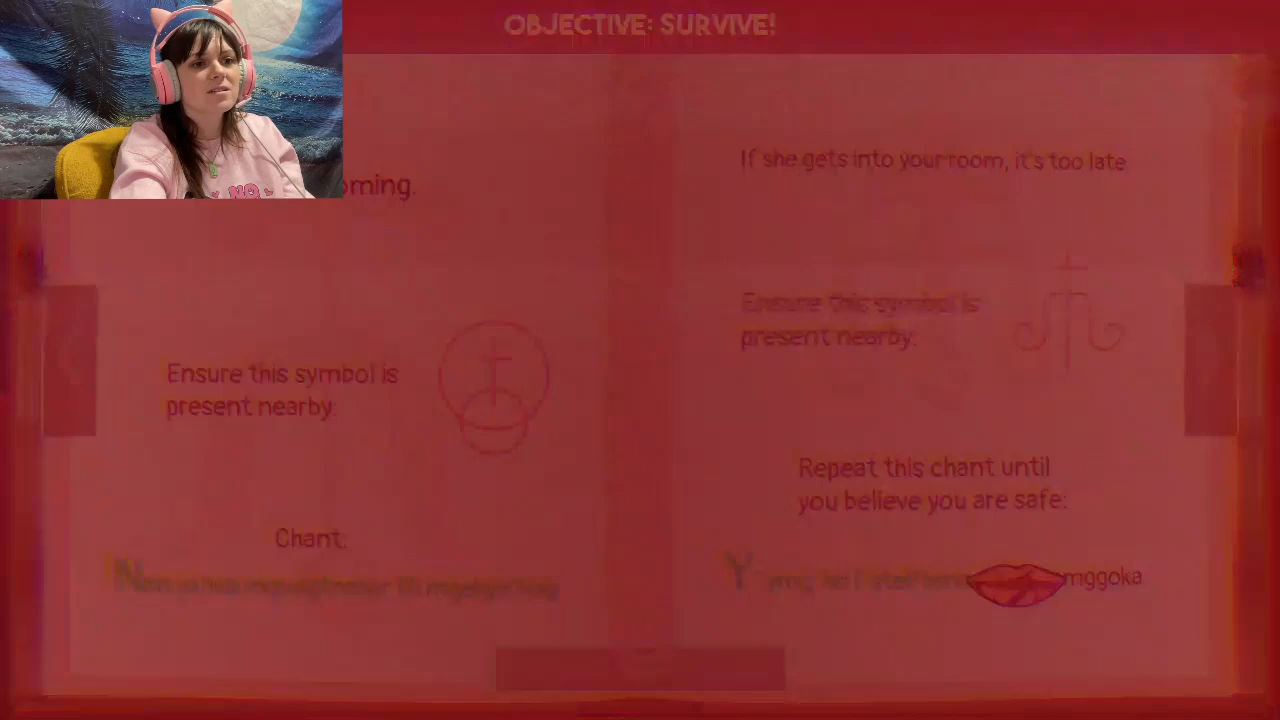 OBJECTIVE: SURVIVE!
oming.
Ensure this symbol is
present nearby:
Chant:
If she gets into your room, it's too late.
Ensure this symbol is
present nearby:
Repeat this chant until
you believe you are safe:
mggoka
NO